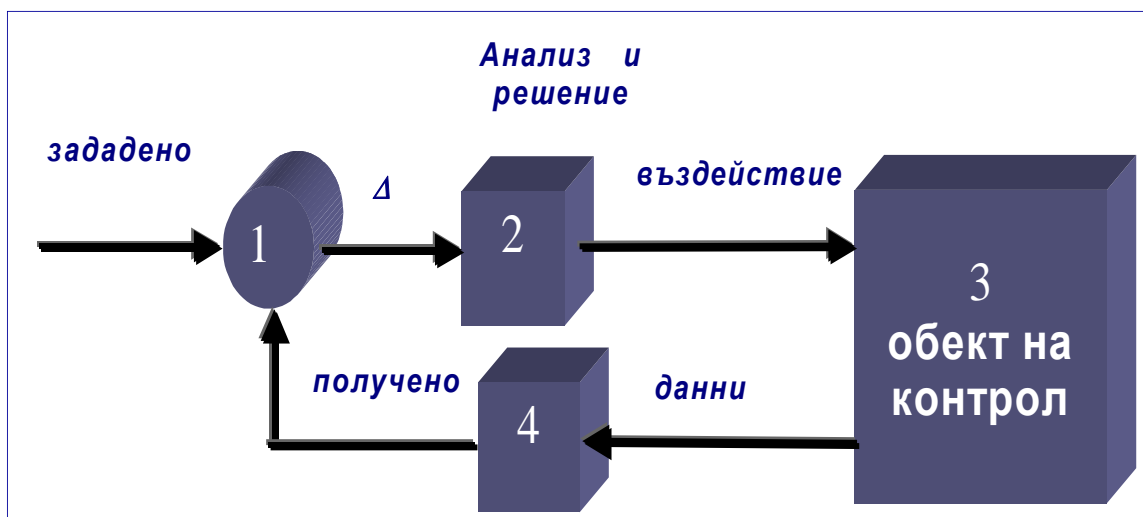 Анализ и
решение
зададено
Δ
въздействие
1
2
3
обект на
контрол
получено
данни
4